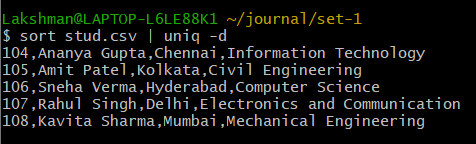 Lakshman@LAPTOP-L6LE88K1 ~/journal/set-1
$ sort stud.csv | uniq -d
104,Ananya Gupta,Chennai,Information Technology
105,Amit Patel,Kolkata,Civil Engineering
106,Sneha Verma,Hyderabad,Computer Science
107,Rahul Singh,Delhi,Electronics and Communication
108,Kavita Sharma,Mumbai,Mechanical Engineering